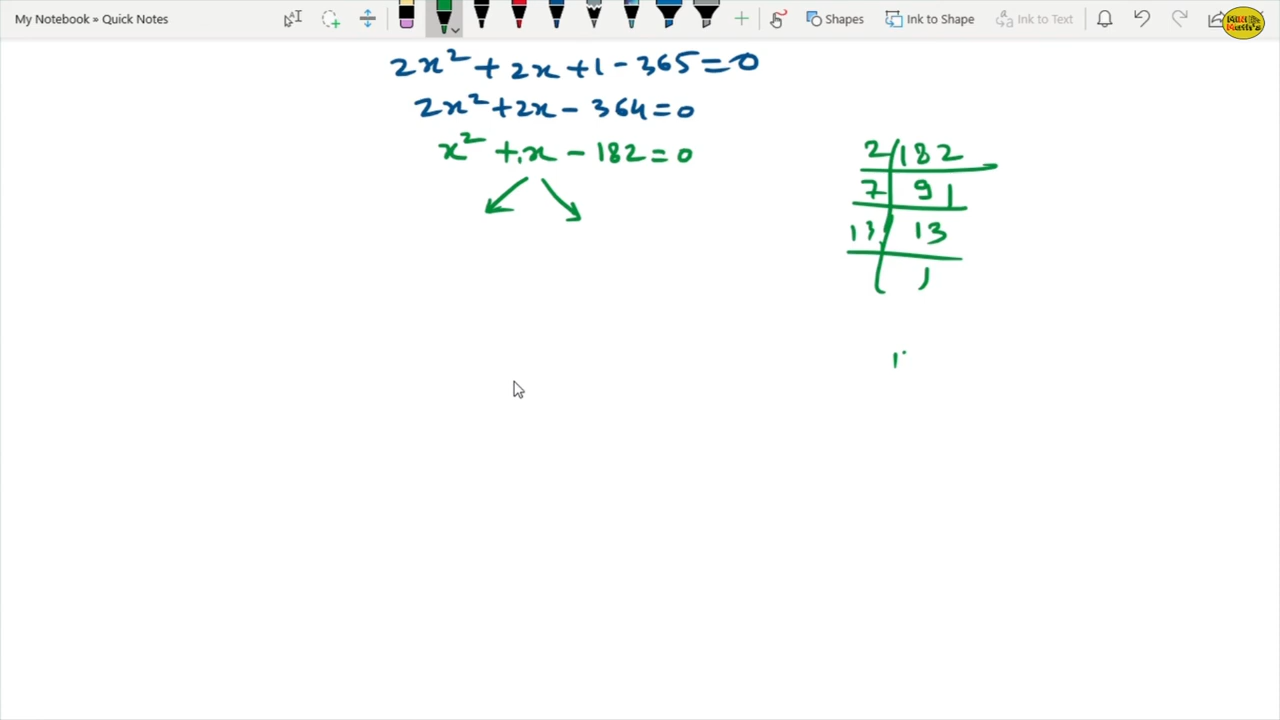 My Notebook » Quick Notes
Shapes
Ink to Shape
Ink to Text
2x² + 2x + 1 - 365 = 0
2x² + 2x - 364 = 0
x² + x - 182 = 0
2 | 182
7 | 91
13 | 13
1